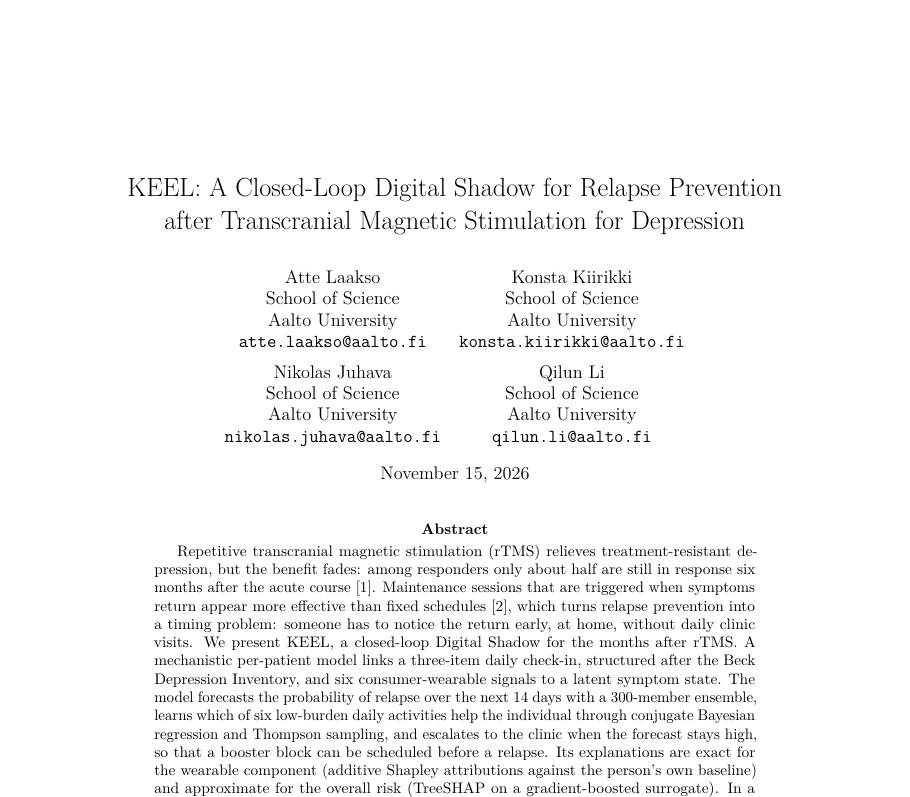 KEEL: A Closed-Loop Digital Shadow for Relapse Prevention
after Transcranial Magnetic Stimulation for Depression
Atte Laakso
School of Science
Aalto University
atte.laakso@aalto.fi
Konsta Kiirikki
School of Science
Aalto University
konsta.kiirikki@aalto.fi
Nikolas Juhava
School of Science
Aalto University
nikolas.juhava@aalto.fi
Qilun Li
School of Science
Aalto University
qilun.li@aalto.fi
November 15, 2026
Abstract
Repetitive transcranial magnetic stimulation (rTMS) relieves treatment-resistant de-
pression, but the benefit fades: among responders only about half are still in response six
months after the acute course [1]. Maintenance sessions that are triggered when symptoms
return appear more effective than fixed schedules [2], which turns relapse prevention into
a timing problem: someone has to notice the return early, at home, without daily clinic
visits. We present KEEL, a closed-loop Digital Shadow for the months after rTMS. A
mechanistic per-patient model links a three-item daily check-in, structured after the Beck
Depression Inventory, and six consumer-wearable signals to a latent symptom state. The
model forecasts the probability of relapse over the next 14 days with a 300-member ensemble,
learns which of six low-burden daily activities help the individual through conjugate Bayesian
regression and Thompson sampling, and escalates to the clinic when the forecast stays high,
so that a booster block can be scheduled before a relapse. Its explanations are exact for
the wearable component (additive Shapley attributions against the person's own baseline)
and approximate for the overall risk (TreeSHAP on a gradient-boosted surrogate). In a